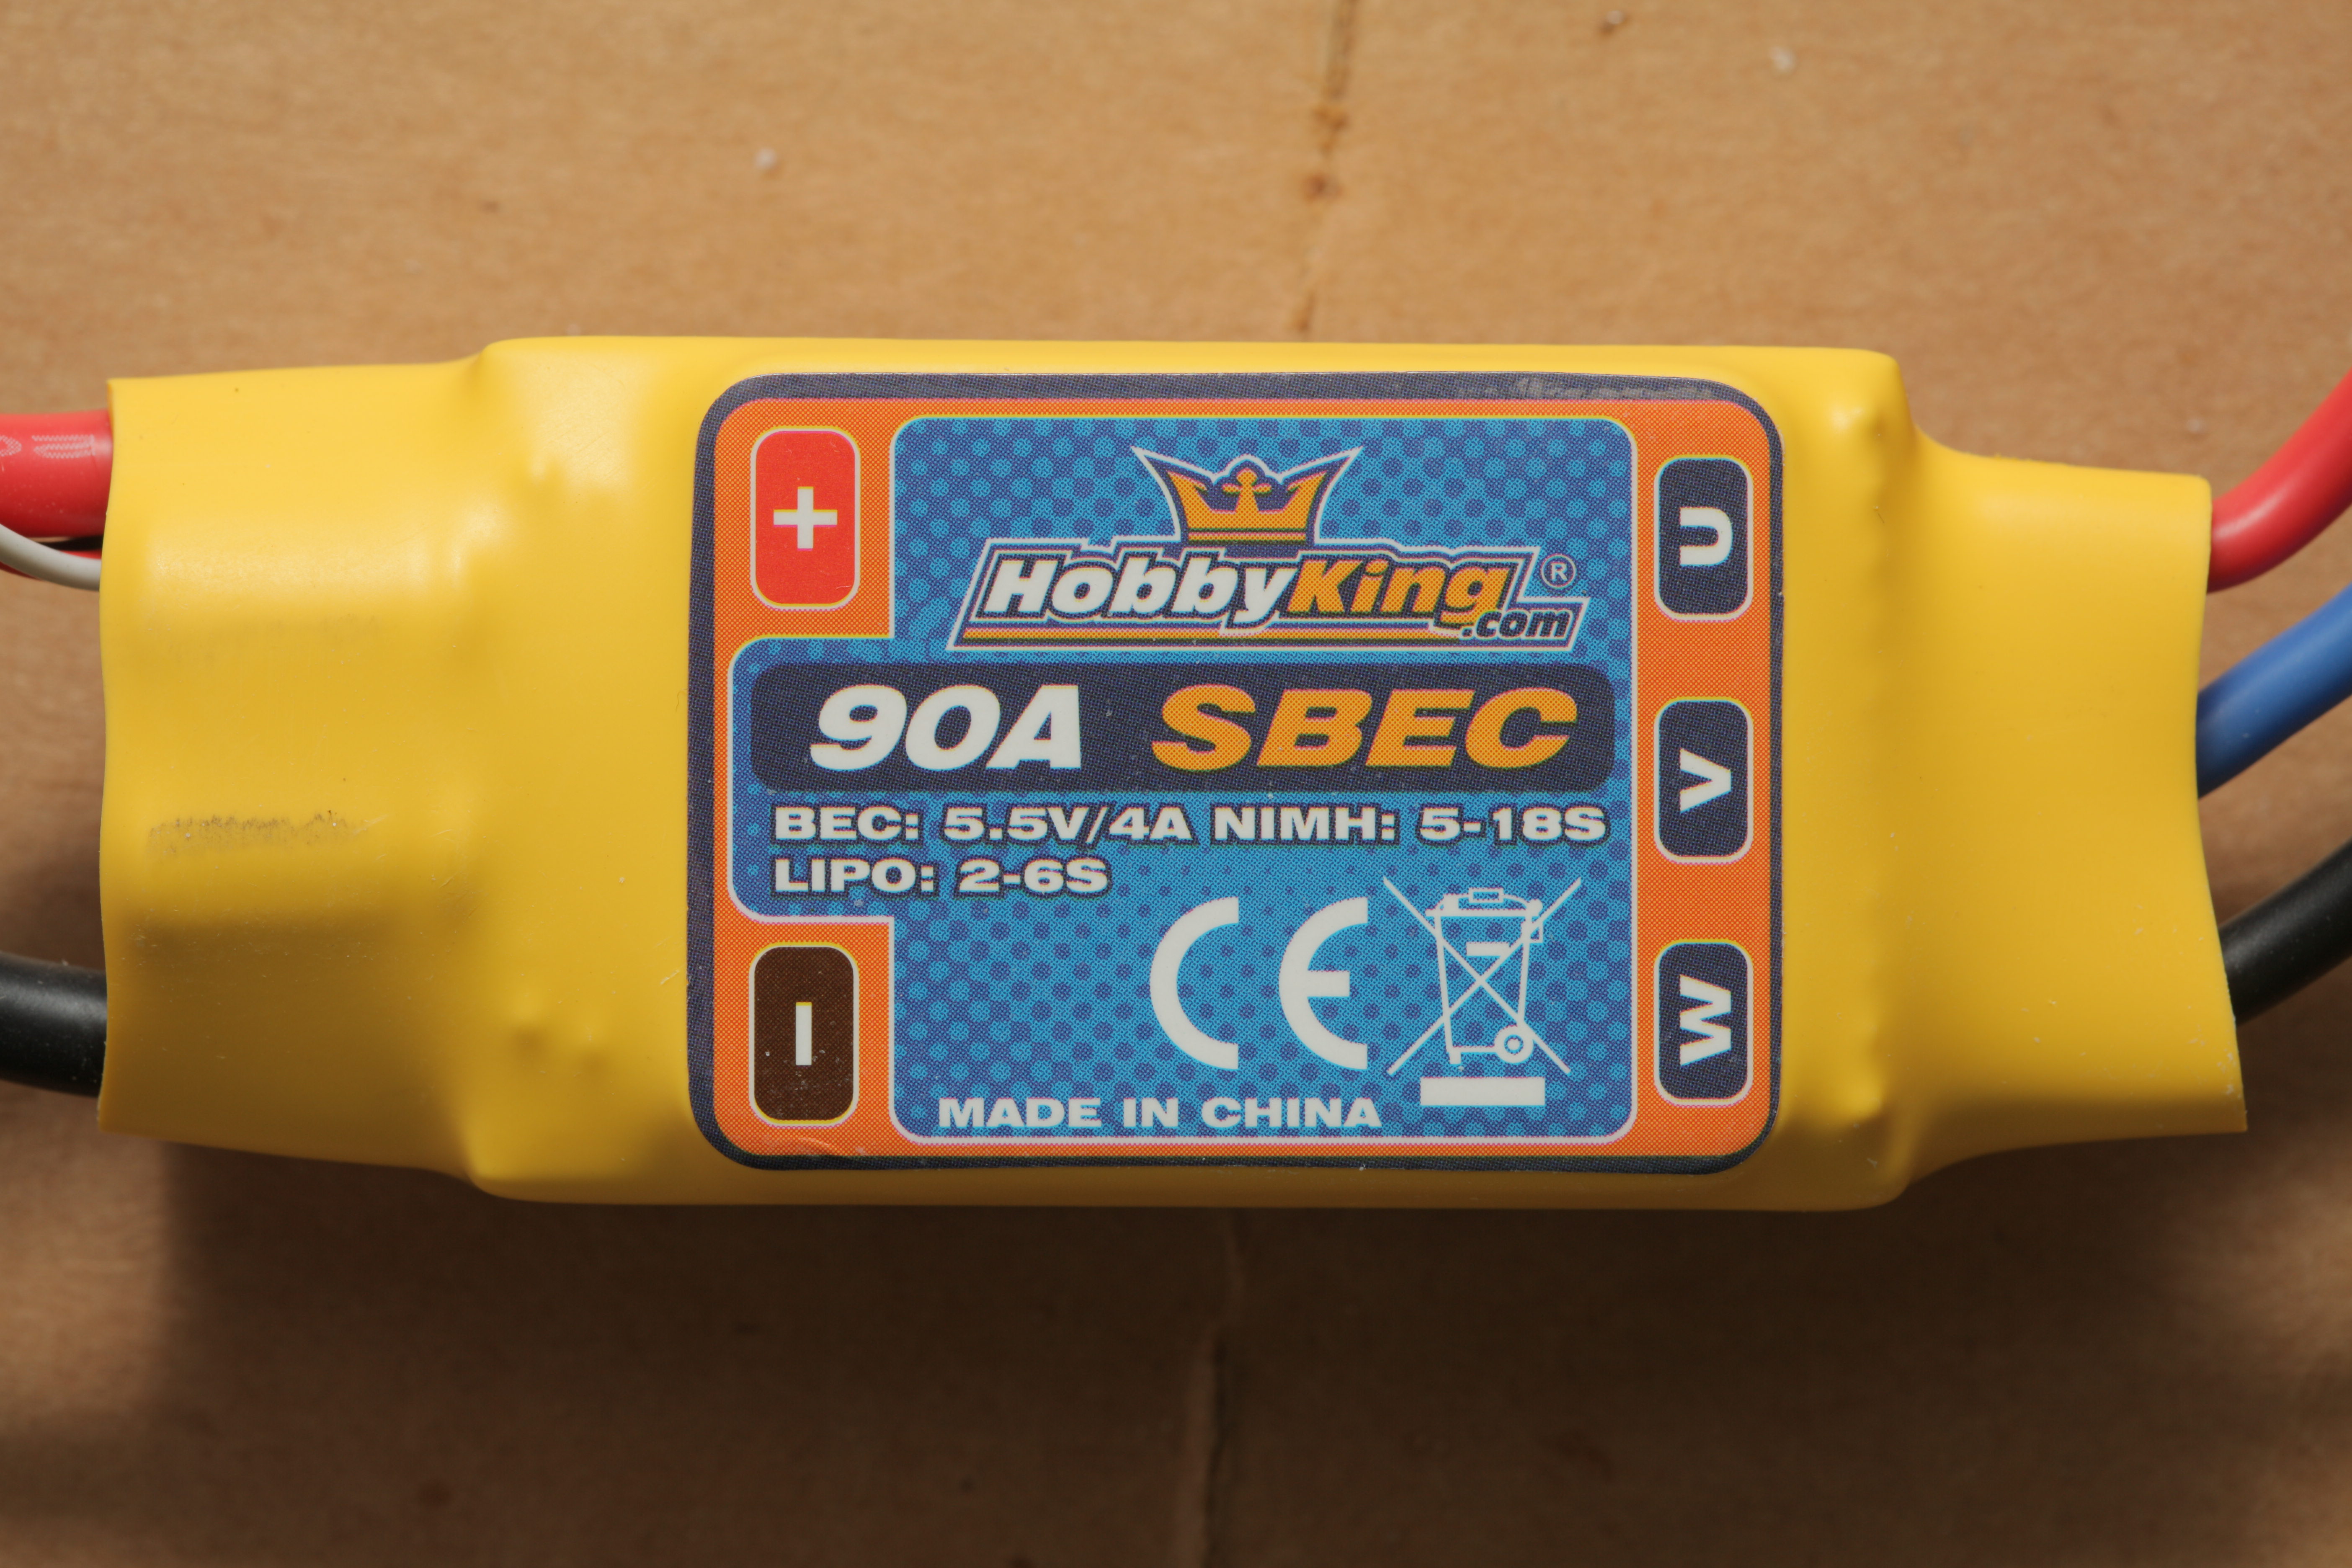 +
HobbyKing®
.com
U
90A SBEC
V
BEC: 5.5V/4A NIMH: 5-18S
LIPO: 2-6S
CE
W
-
MADE IN CHINA